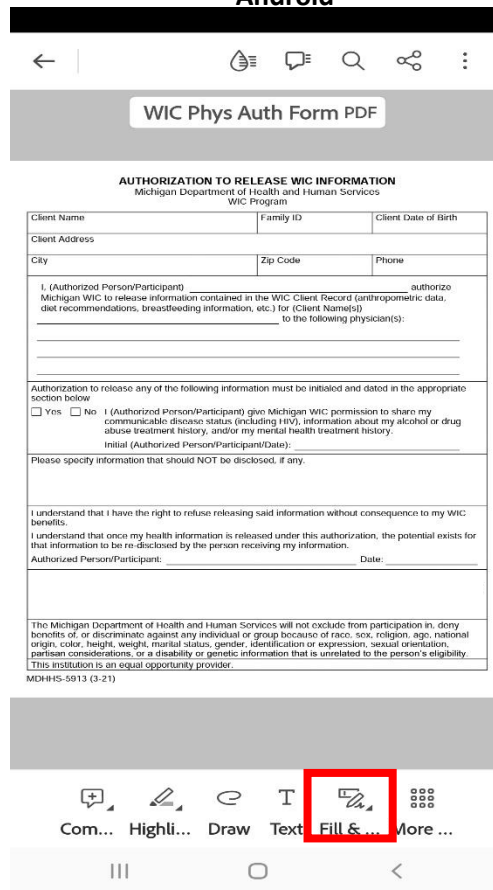 Android
WIC Phys Auth Form PDF
AUTHORIZATION TO RELEASE WIC INFORMATION
Michigan Department of Health and Human Services
WIC Program
Client Name Family ID Client Date of Birth
Client Address
City Zip Code Phone
I, (Authorized Person/Participant) authorize
Michigan WIC to release information contained in the WIC Client Record (anthropometric data,
diet recommendations, breastfeeding information, etc.) for (Client Name[s])
to the following physician(s):
Authorization to release any of the following information must be initialed and dated in the appropriate
section below
Yes No I (Authorized Person/Participant) give Michigan WIC permission to share my
communicable disease status (including HIV), information about my alcohol or drug
abuse treatment history, and/or my mental health treatment history.
Initial (Authorized Person/Participant/Date):
Please specify information that should NOT be disclosed, if any.
I understand that I have the right to refuse releasing said information without consequence to my WIC
benefits.
I understand that once my health information is released under this authorization, the potential exists for
that information to be re-disclosed by the person receiving my information.
Authorized Person/Participant: Date:
The Michigan Department of Health and Human Services will not exclude from participation in, deny
benefits of, or discriminate against any individual or group because of race, sex, religion, age, national
origin, color, height, weight, marital status, gender, identification or expression, sexual orientation,
partisan considerations, or a disability or genetic information that is unrelated to the person's eligibility.
This institution is an equal opportunity provider.
MDHHS-5913 (3-21)
Com... Highli... Draw Text Fill & ... More ...